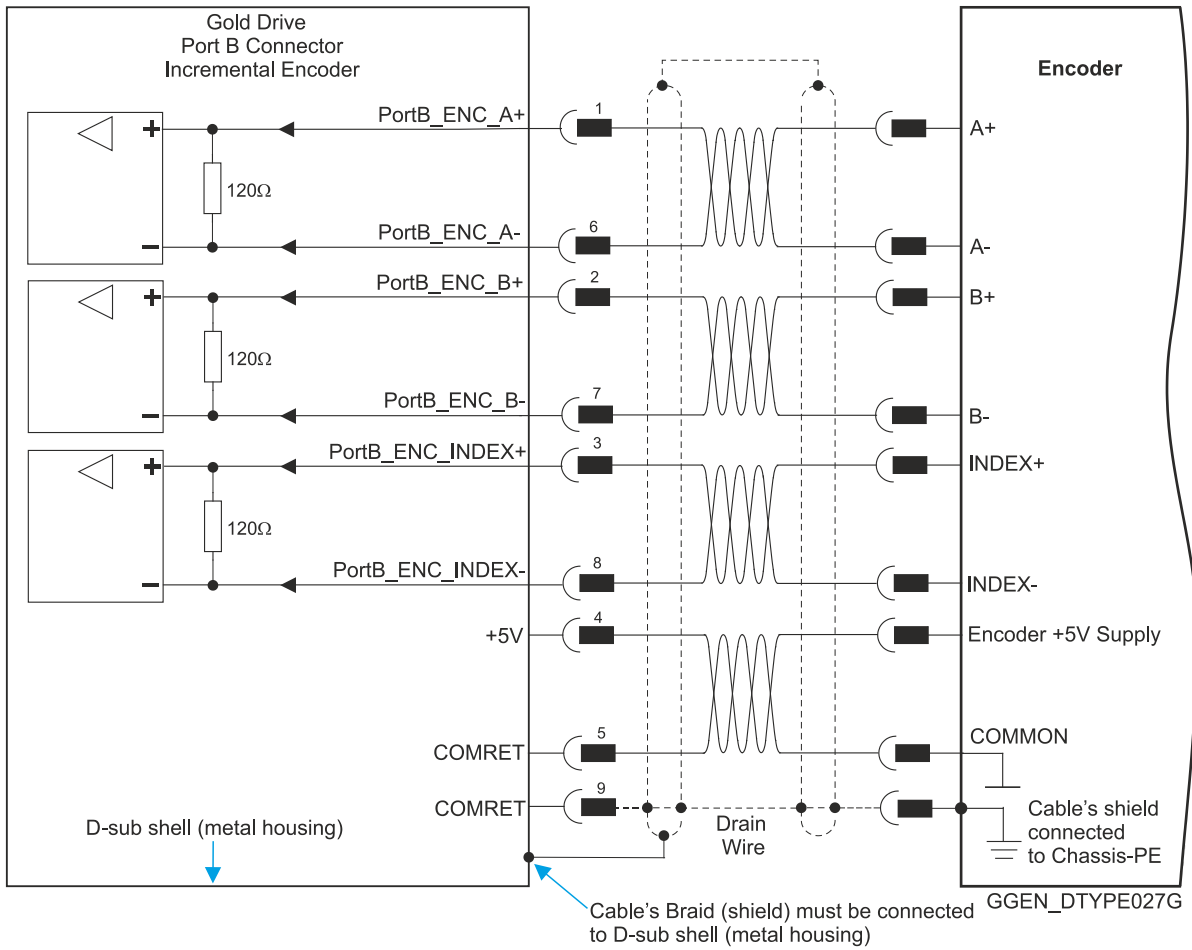 Gold Drive
Port B Connector
Incremental Encoder
Encoder
+
PortB_ENC_A+
1
A+
120Ω
−
PortB_ENC_A-
6
A-
+
PortB_ENC_B+
2
B+
120Ω
−
PortB_ENC_B-
7
B-
+
PortB_ENC_INDEX+
3
INDEX+
120Ω
−
PortB_ENC_INDEX-
8
INDEX-
+5V
4
Encoder +5V Supply
COMRET
5
COMMON
COMRET
9
Drain
Wire
Cable's shield
connected
to Chassis-PE
D-sub shell (metal housing)
Cable's Braid (shield) must be connected
to D-sub shell (metal housing)
GGEN_DTYPE027G